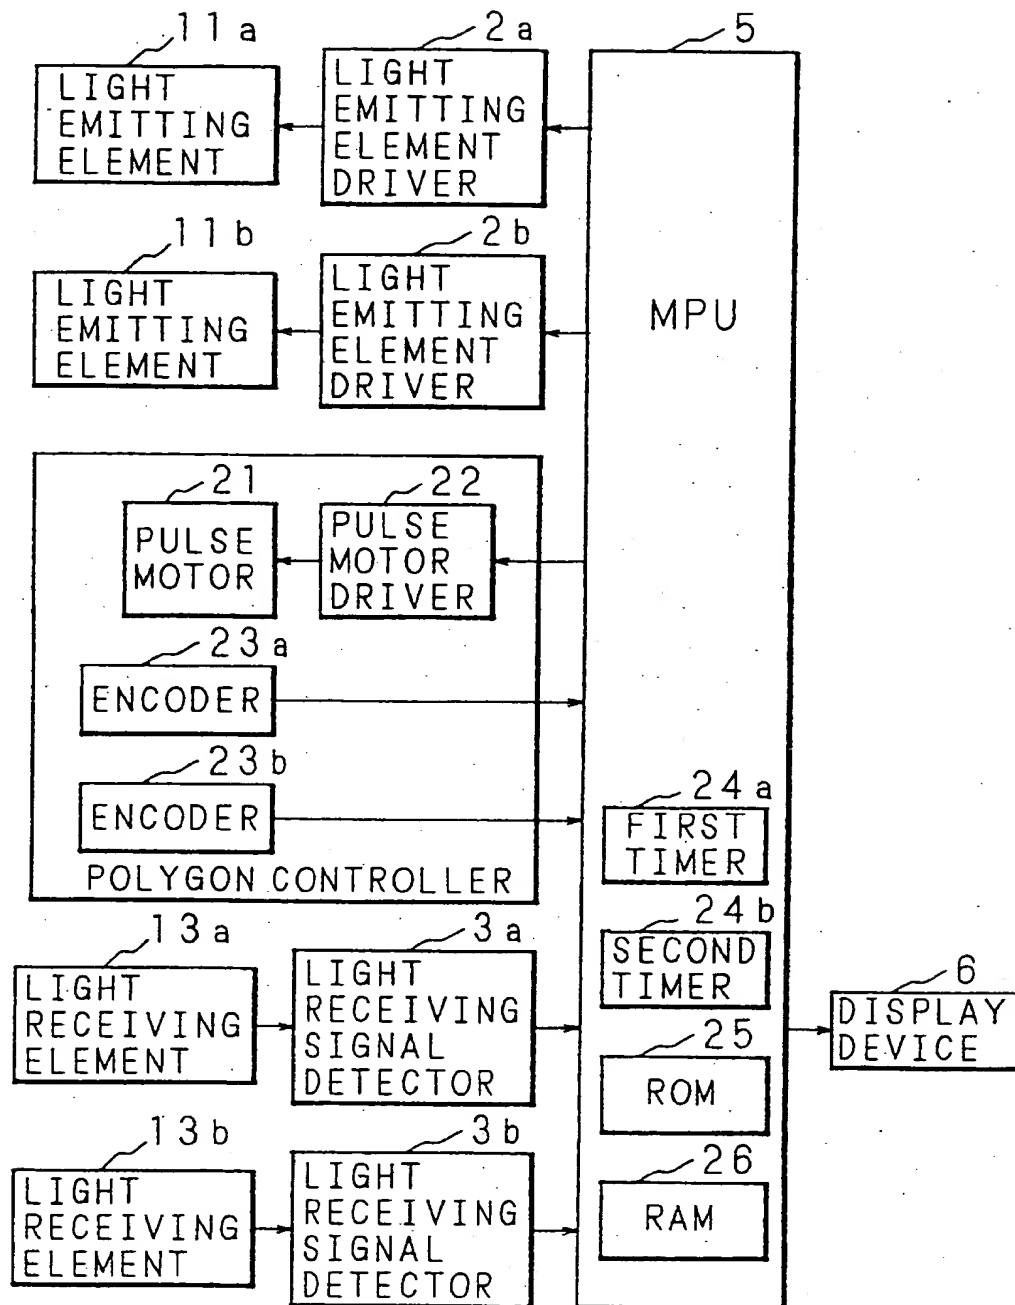 11a
2a
5
LIGHT
EMITTING
ELEMENT
LIGHT
EMITTING
ELEMENT
DRIVER
11b
2b
LIGHT
EMITTING
ELEMENT
LIGHT
EMITTING
ELEMENT
DRIVER
MPU
21
22
PULSE
MOTOR
PULSE
MOTOR
DRIVER
23a
ENCODER
23b
ENCODER
POLYGON CONTROLLER
24a
FIRST
TIMER
24b
SECOND
TIMER
13a
3a
LIGHT
RECEIVING
ELEMENT
LIGHT
RECEIVING
SIGNAL
DETECTOR
6
DISPLAY
DEVICE
25
ROM
13b
3b
LIGHT
RECEIVING
ELEMENT
LIGHT
RECEIVING
SIGNAL
DETECTOR
26
RAM